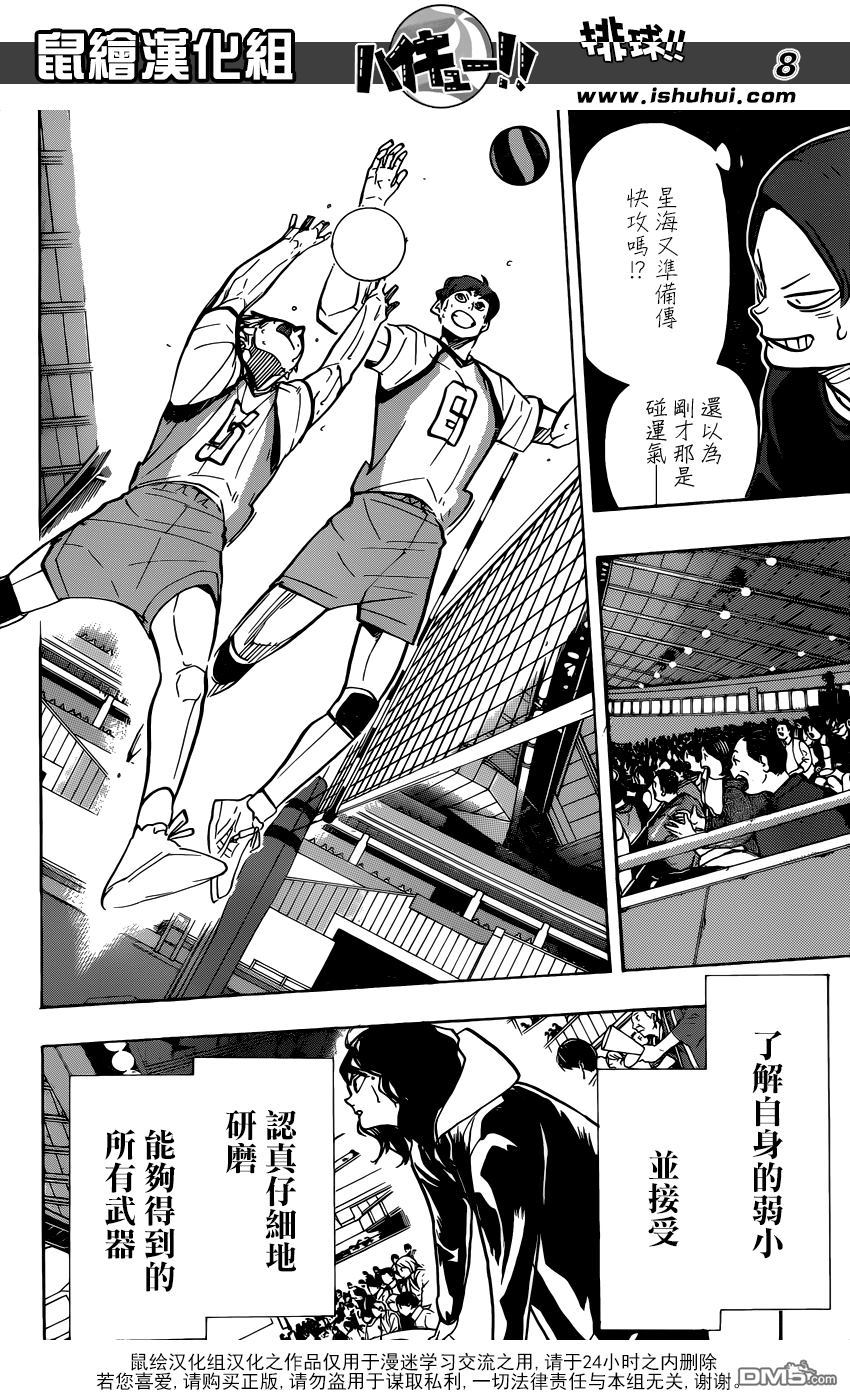 鼠繪漢化組
ハイキュー!!
排球!!
8
www.ishuhui.com
星海又準備傳
快攻嗎!?
還以為
剛才那是
碰運氣—
5
6
了解自身的弱小
並接受
認真仔細地
研磨
能夠得到的
所有武器
鼠绘汉化组汉化之作品仅用于漫迷学习交流之用, 请于24小时之内删除
若您喜爱, 请购买正版, 请勿盗用于谋取私利, 一切法律责任与本组无关, 谢谢。
DM5.com